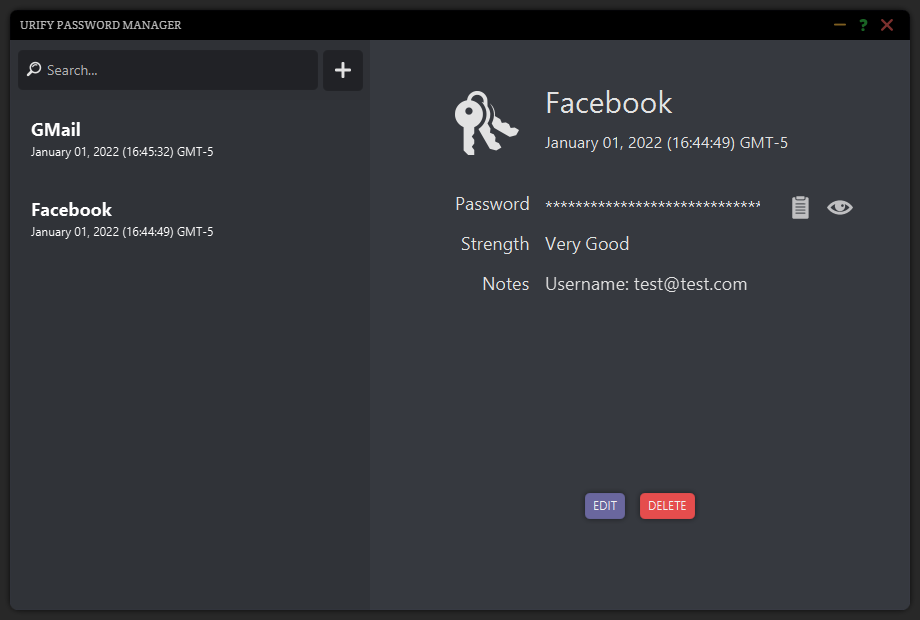 URIFY PASSWORD MANAGER
?
Search...
GMail
January 01, 2022 (16:45:32) GMT-5
Facebook
January 01, 2022 (16:44:49) GMT-5
Facebook
January 01, 2022 (16:44:49) GMT-5
Password *****************************
Strength Very Good
Notes Username: test@test.com
EDIT DELETE